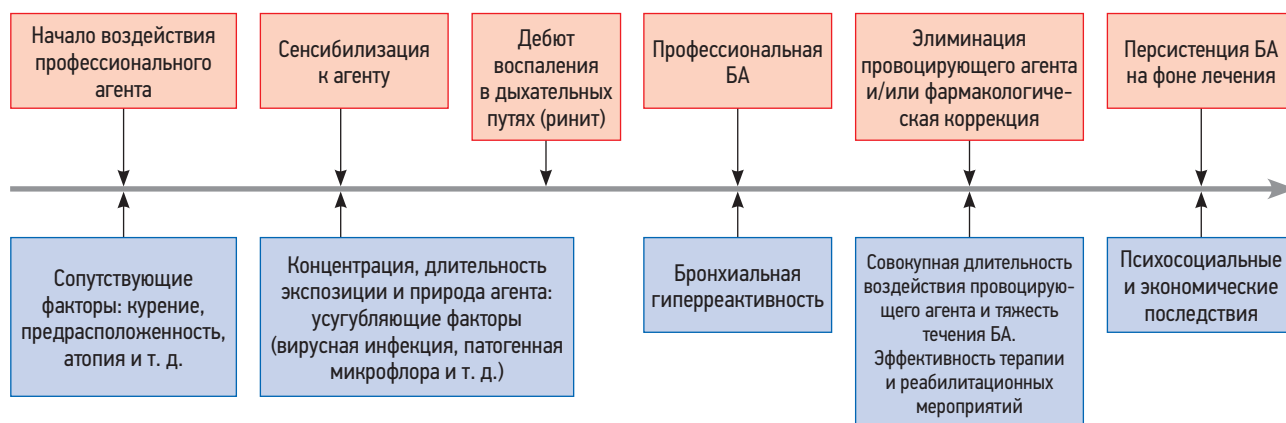 Начало воздействия
профессионального
агента
Сенсибилизация
к агенту
Дебют
воспаления
в дыхательных
путях (ринит)
Профессиональная
БА
Элиминация
провоцирующего агента
и/или фармакологиче-
ская коррекция
Персистенция БА
на фоне лечения
Сопутствующие
факторы: курение,
предрасположенность,
атопия и т. д.
Концентрация, длительность
экспозиции и природа агента:
усугубляющие факторы
(вирусная инфекция, патогенная
микрофлора и т. д.)
Бронхиальная
гиперреактивность
Совокупная длительность
воздействия провоцирую-
щего агента и тяжесть
течения БА.
Эффективность терапии
и реабилитационных
мероприятий
Психосоциальные
и экономические
последствия